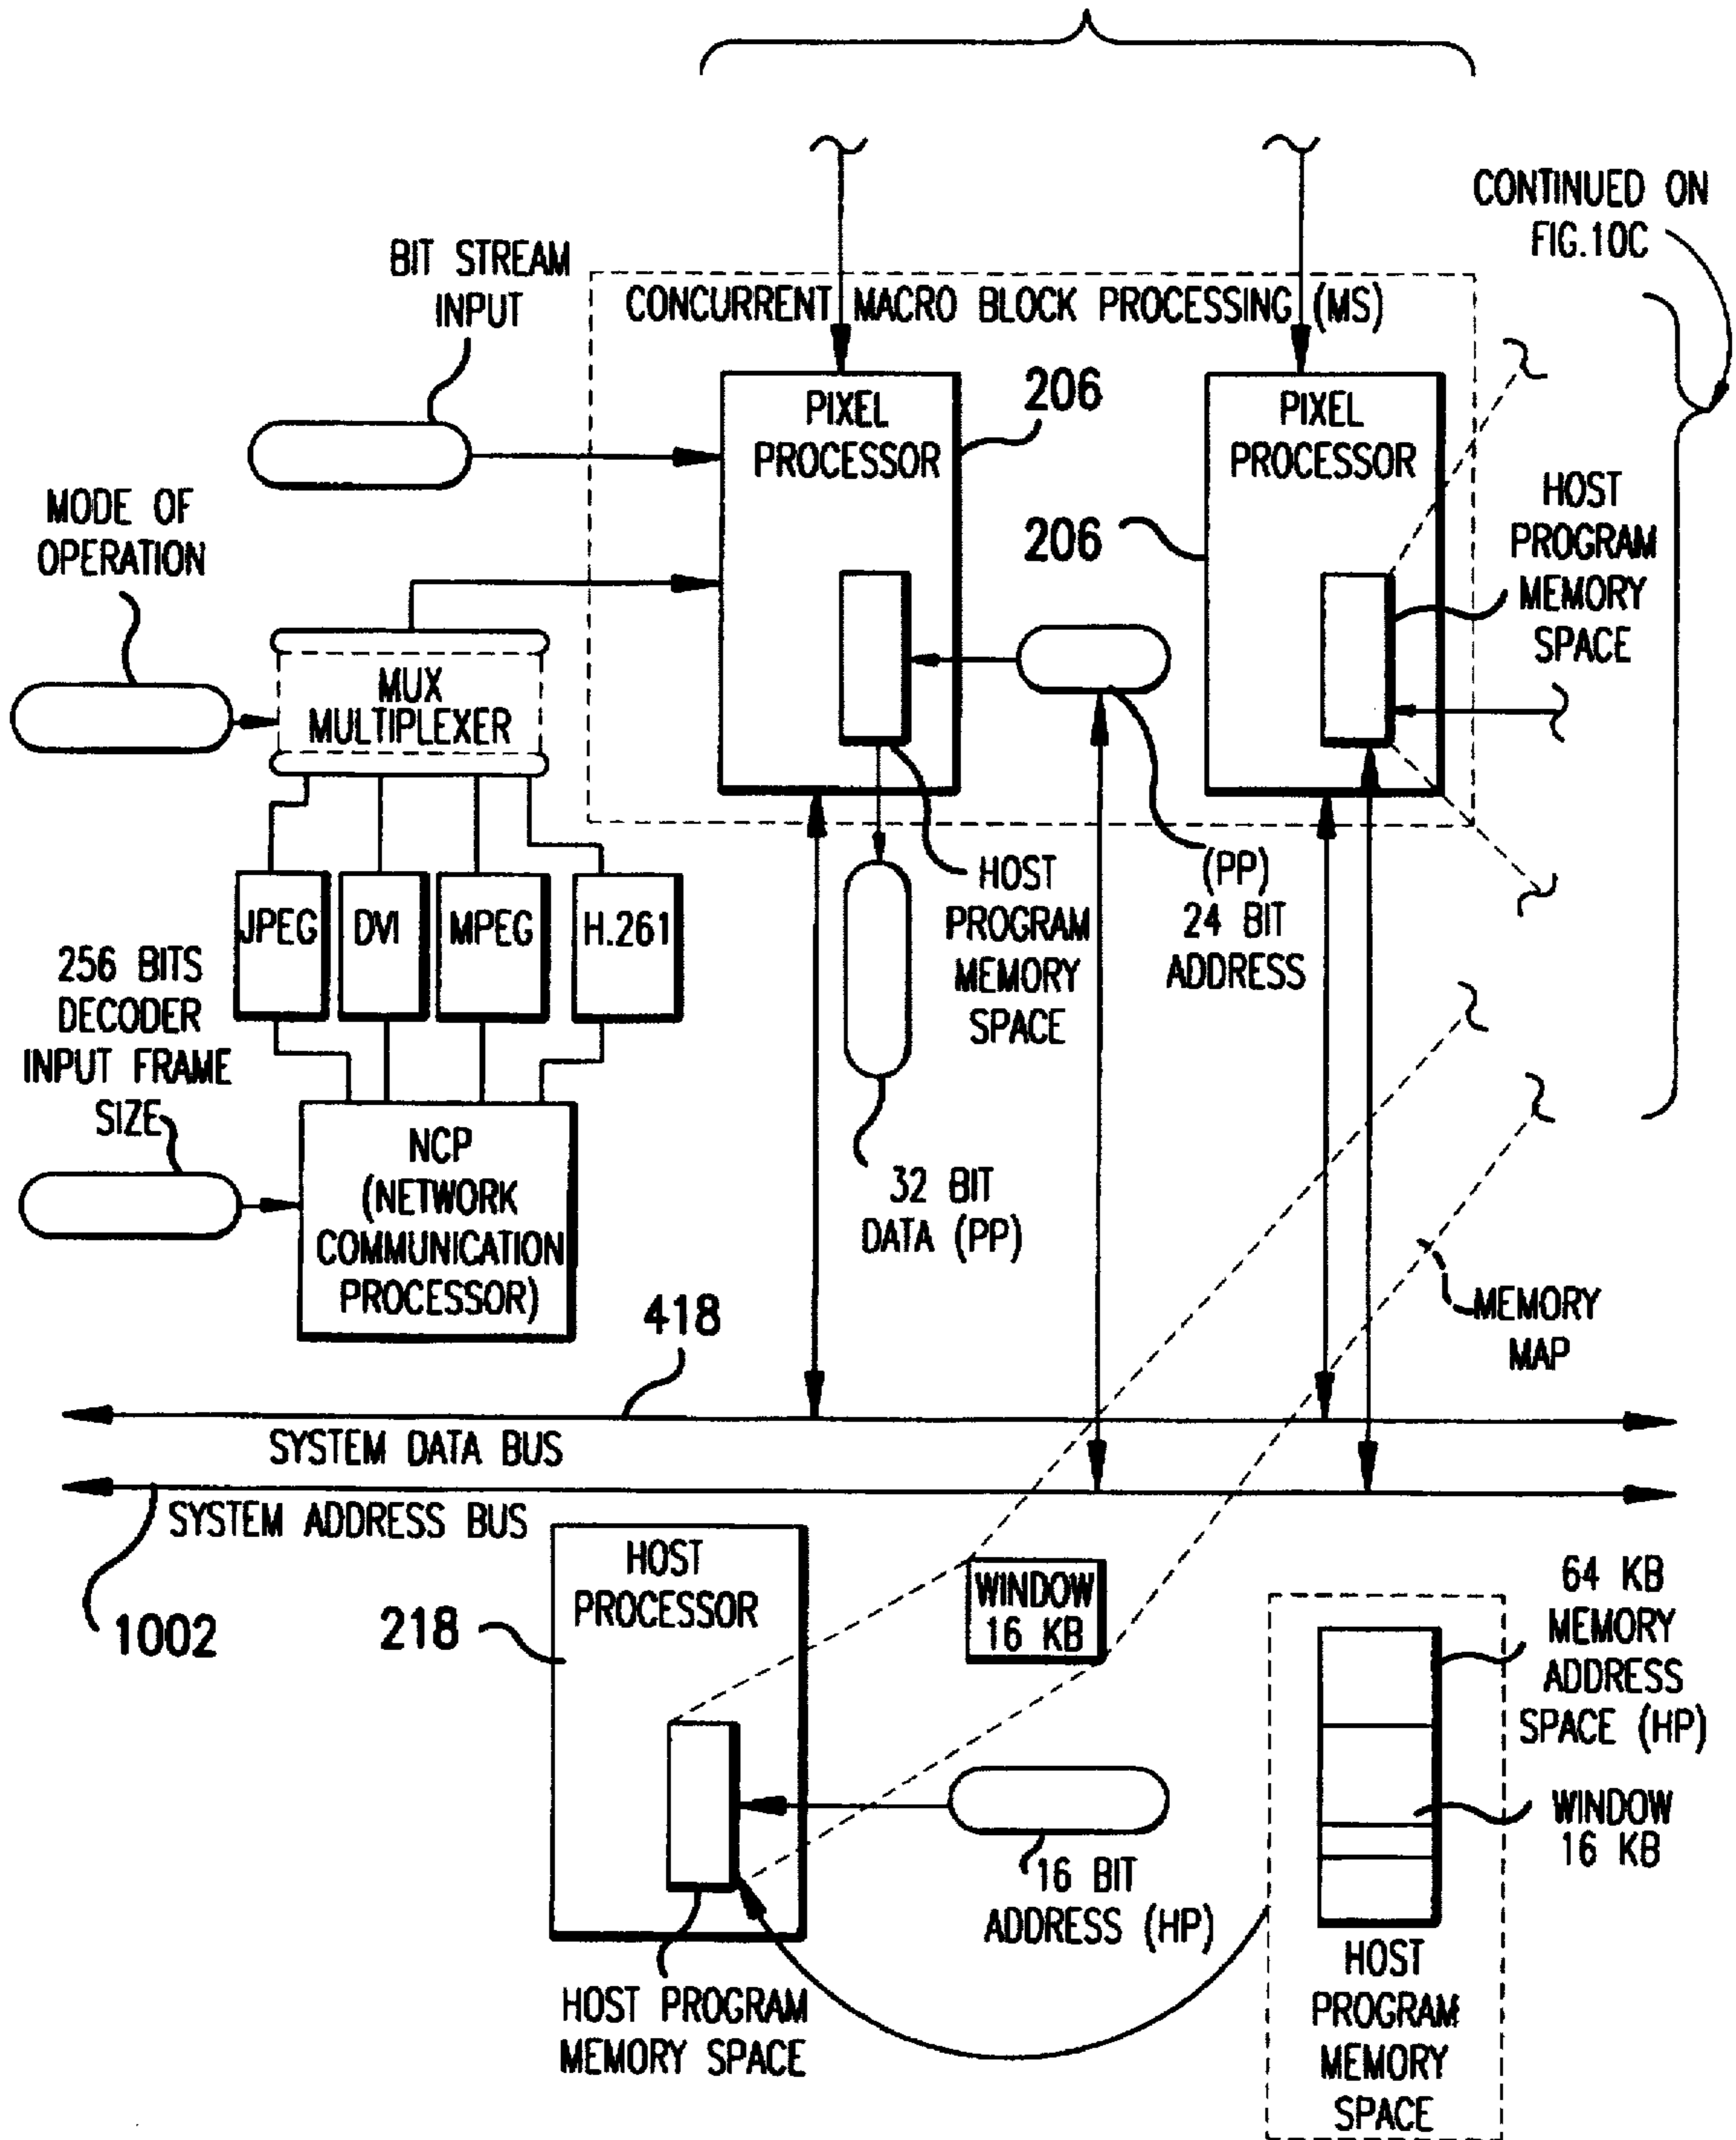 CONTINUED ON
FIG.10C
BIT STREAM
INPUT
CONCURRENT MACRO BLOCK PROCESSING (MS)
PIXEL
PROCESSOR
206
PIXEL
PROCESSOR
206
HOST
PROGRAM
MEMORY
SPACE
MODE OF
OPERATION
MUX
MULTIPLEXER
JPEG
DVI
MPEG
H.261
HOST
PROGRAM
MEMORY
SPACE
(PP)
24 BIT
ADDRESS
256 BITS
DECODER
INPUT FRAME
SIZE
NCP
(NETWORK
COMMUNICATION
PROCESSOR)
32 BIT
DATA (PP)
MEMORY
MAP
418
SYSTEM DATA BUS
SYSTEM ADDRESS BUS
1002
HOST
PROCESSOR
218
WINDOW
16 KB
64 KB
MEMORY
ADDRESS
SPACE (HP)
WINDOW
16 KB
16 BIT
ADDRESS (HP)
HOST PROGRAM
MEMORY SPACE
HOST
PROGRAM
MEMORY
SPACE